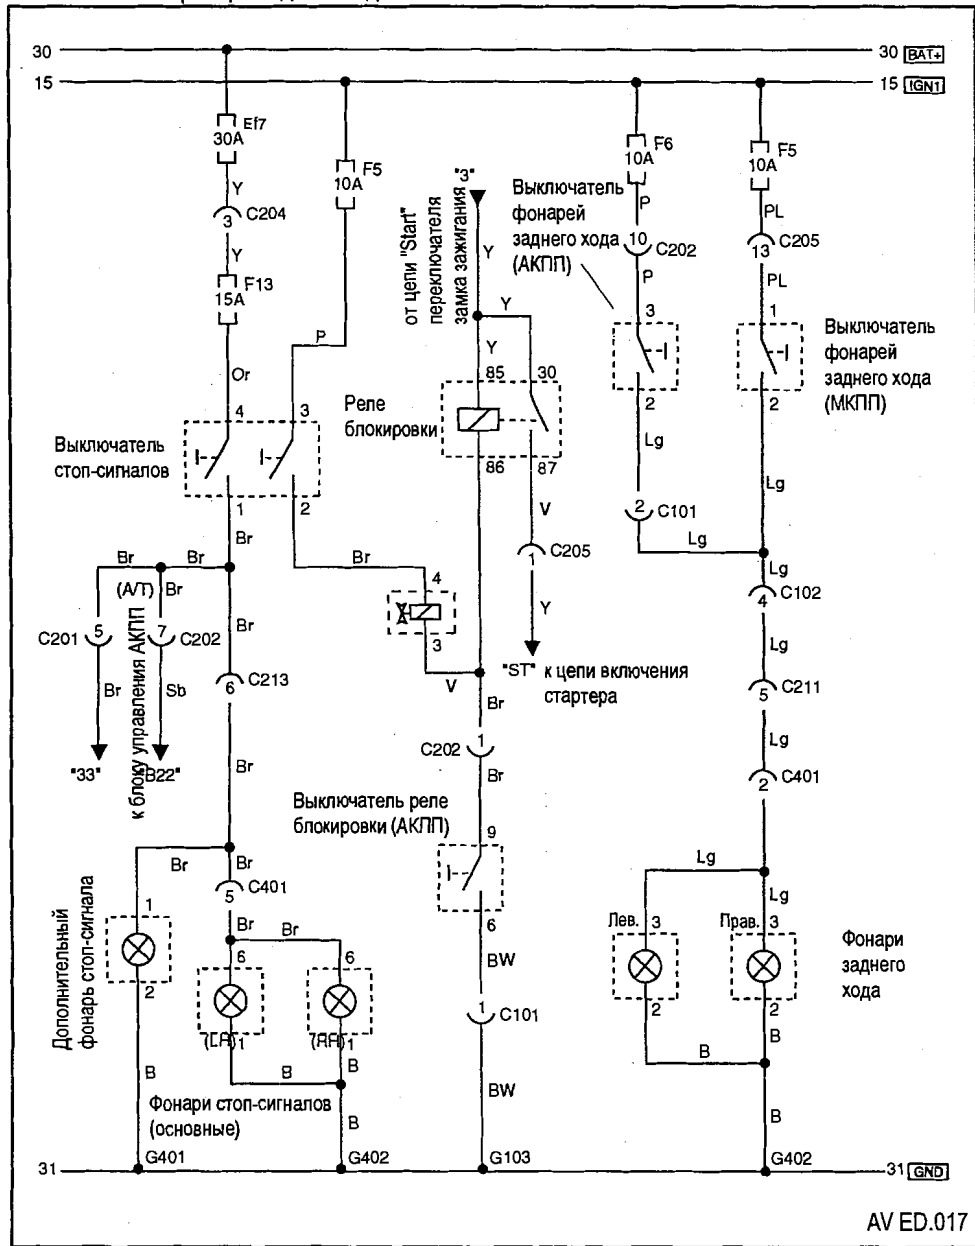 30
30 BAT+
15
15 IGN1
Ef7
30A
Y
3 C204
Y
F13
15A
Or
4
F5
10A
P
3
Выключатель
стоп-сигналов
1
2
Br
Br
Br
Br
(A/T)
Br
C201 5
7 C202
Br
Sb
"33"
"B22"
к блоку управления АКПП
Br
6 C213
Br
Br
Br
5 C401
Br
Br
Дополнительный
фонарь стоп-сигнала
1
2
6
6
(LH) 1
(RH) 1
B
B
B
B
Фонари стоп-сигналов
(основные)
G401
G402
"3"
от цепи "Start"
переключателя
замка зажигания
Y
Y
Y
85
30
Реле
блокировки
86
87
V
C205
1
Y
"ST" к цепи включения
стартера
4
3
V
Br
C202 1
Br
Выключатель реле
блокировки (АКПП)
9
6
BW
1 C101
BW
G103
F6
10A
P
10 C202
P
Выключатель
фонарей
заднего хода
(АКПП)
3
2
Lg
2 C101
Lg
F5
10A
PL
13 C205
PL
1
2
Выключатель
фонарей
заднего хода
(МКПП)
Lg
Lg
4 C102
Lg
5 C211
Lg
2 C401
Lg
Lg
Лев. 3
Прав. 3
2
2
Фонари
заднего
хода
B
B
B
G402
31
31 GND
AV ED.017